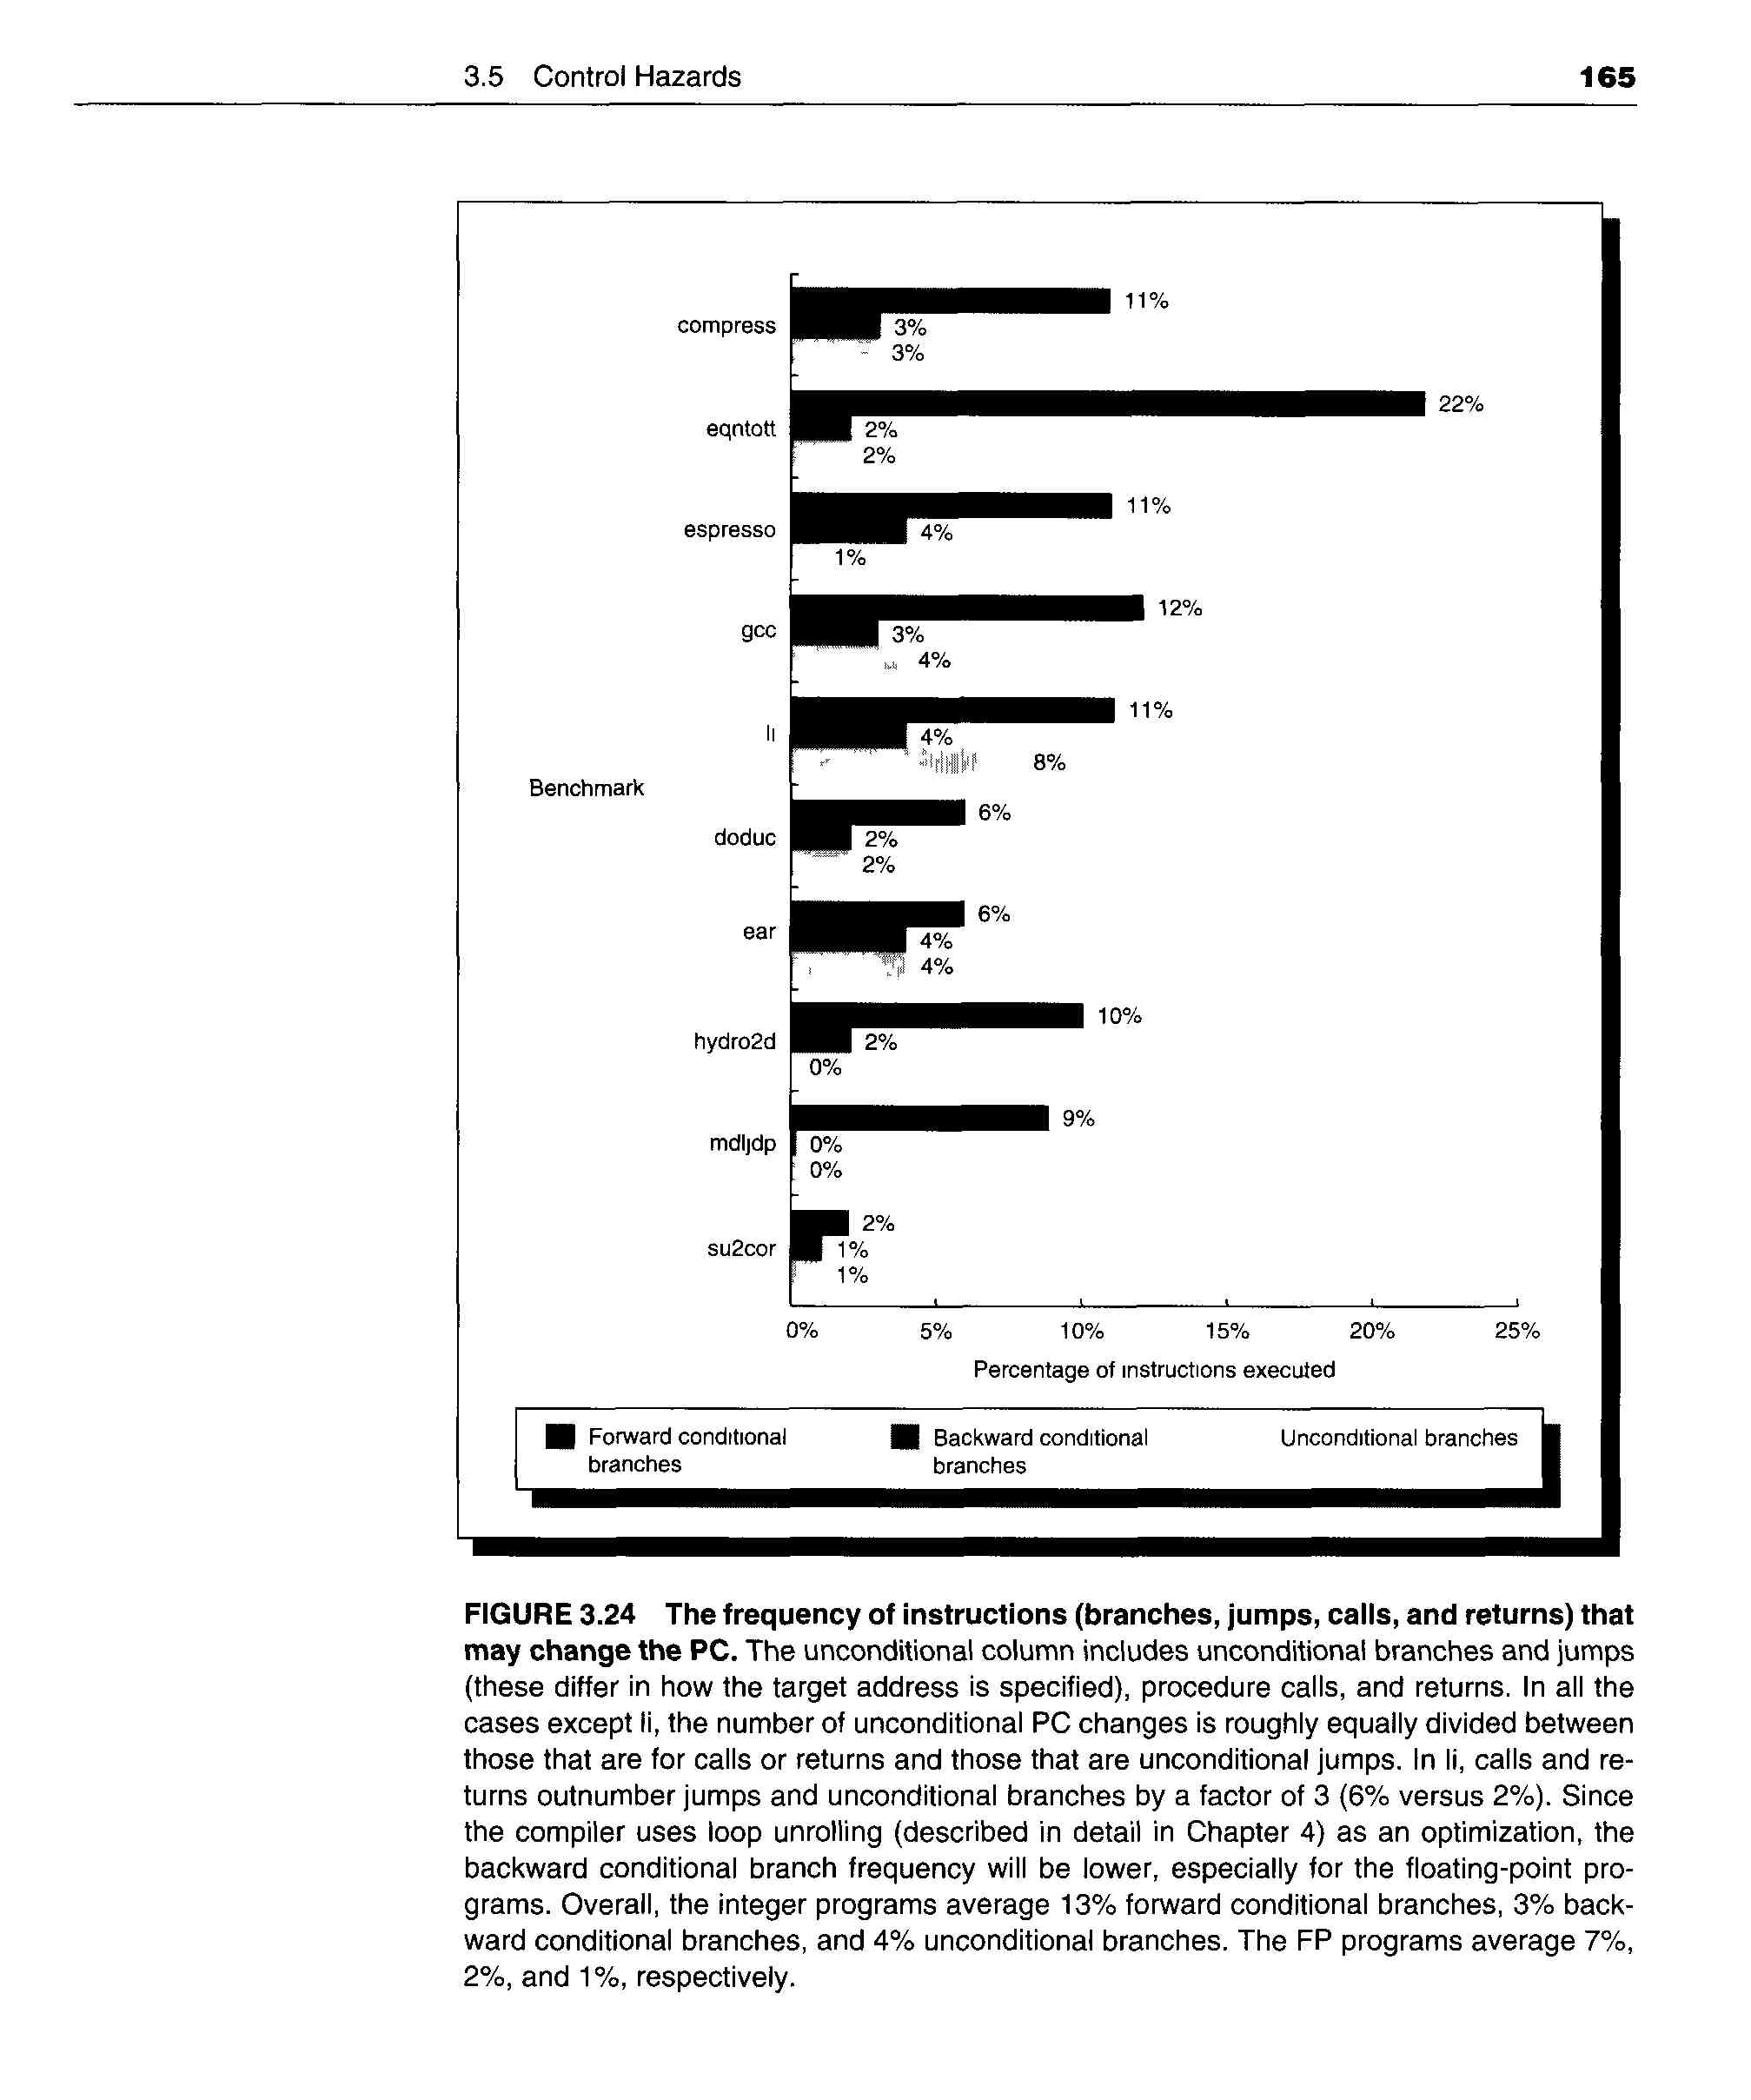 3.5 Control Hazards 165
compress 11%
3%
3%
eqntott 22%
2%
2%
espresso 11%
4%
1%
gcc 12%
3%
4%
li 11%
4%
8%
Benchmark
doduc 6%
2%
2%
ear 6%
4%
4%
hydro2d 10%
2%
0%
mdljdp 9%
0%
0%
su2cor 2%
1%
1%
0% 5% 10% 15% 20% 25%
Percentage of instructions executed
Forward conditional branches
Backward conditional branches
Unconditional branches
FIGURE 3.24 The frequency of instructions (branches, jumps, calls, and returns) that
may change the PC. The unconditional column includes unconditional branches and jumps
(these differ in how the target address is specified), procedure calls, and returns. In all the
cases except li, the number of unconditional PC changes is roughly equally divided between
those that are for calls or returns and those that are unconditional jumps. In li, calls and re-
turns outnumber jumps and unconditional branches by a factor of 3 (6% versus 2%). Since
the compiler uses loop unrolling (described in detail in Chapter 4) as an optimization, the
backward conditional branch frequency will be lower, especially for the floating-point pro-
grams. Overall, the integer programs average 13% forward conditional branches, 3% back-
ward conditional branches, and 4% unconditional branches. The FP programs average 7%,
2%, and 1%, respectively.